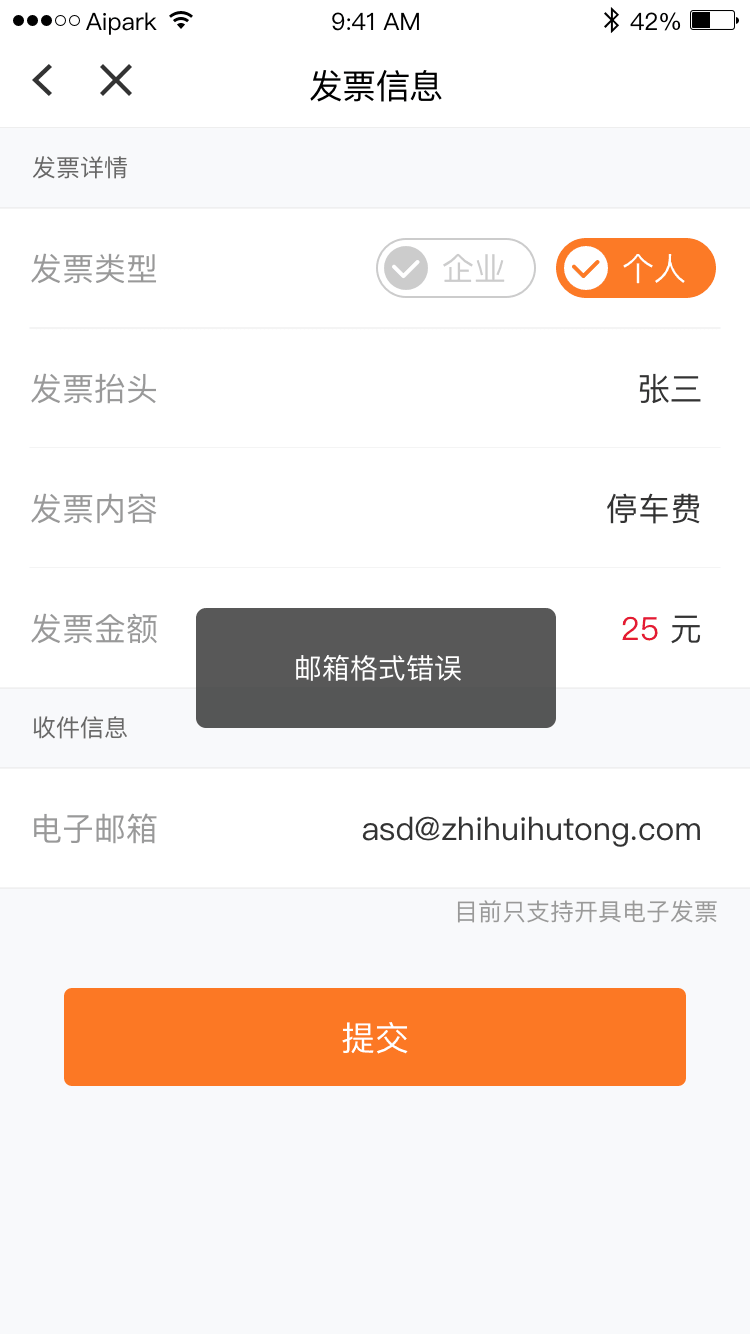 Aipark 9:41 AM 42%
发票信息
发票详情
发票类型 企业 个人
发票抬头 张三
发票内容 停车费
发票金额 25 元
邮箱格式错误
收件信息
电子邮箱 asd@zhihuihutong.com
目前只支持开具电子发票
提交